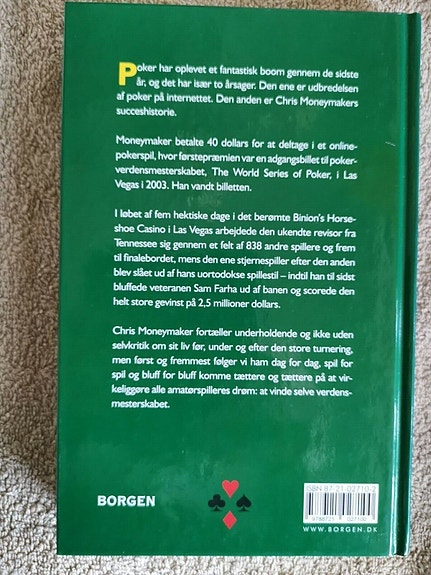 Poker har oplevet et fantastisk boom gennem de sidste
år, og det har især to årsager. Den ene er udbredelsen
af poker på internettet. Den anden er Chris Moneymakers
succeshistorie.
Moneymaker betalte 40 dollars for at deltage i et online-
pokerspil, hvor førstepræmien var en adgangsbillet til poker-
verdensmesterskabet, The World Series of Poker, i Las
Vegas i 2003. Han vandt billetten.
I løbet af fem hektiske dage i det berømte Binion's Horse-
shoe Casino i Las Vegas arbejdede den ukendte revisor fra
Tennessee sig gennem et felt af 838 andre spillere og frem
til finalebordet, mens den ene stjernespiller efter den anden
blev slået ud af hans uortodokse spillestil – indtil han til sidst
bluffede veteranen Sam Farha ud af banen og scorede den
helt store gevinst på 2,5 millioner dollars.
Chris Moneymaker fortæller underholdende og ikke uden
selvkritik om sit liv før, under og efter den store turnering,
men først og fremmest følger vi ham dag for dag, spil for
spil og bluff for bluff komme tættere og tættere på at vir-
keliggøre alle amatørspilleres drøm: at vinde selve verdens-
mesterskabet.
BORGEN
ISBN 87-21-02710-2
9788721 027100
WWW.BORGEN.DK